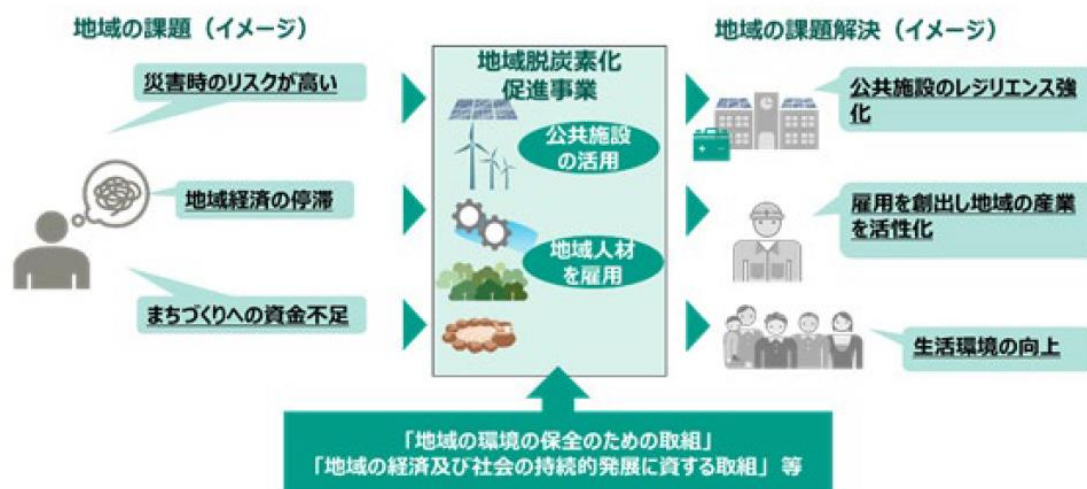 地域の課題（イメージ）
災害時のリスクが高い
地域経済の停滞
まちづくりへの資金不足
地域脱炭素化
促進事業
公共施設
の活用
地域人材
を雇用
地域の課題解決（イメージ）
公共施設のレジリエンス強
化
雇用を創出し地域の産業
を活性化
生活環境の向上
「地域の環境の保全のための取組」
「地域の経済及び社会の持続的発展に資する取組」等